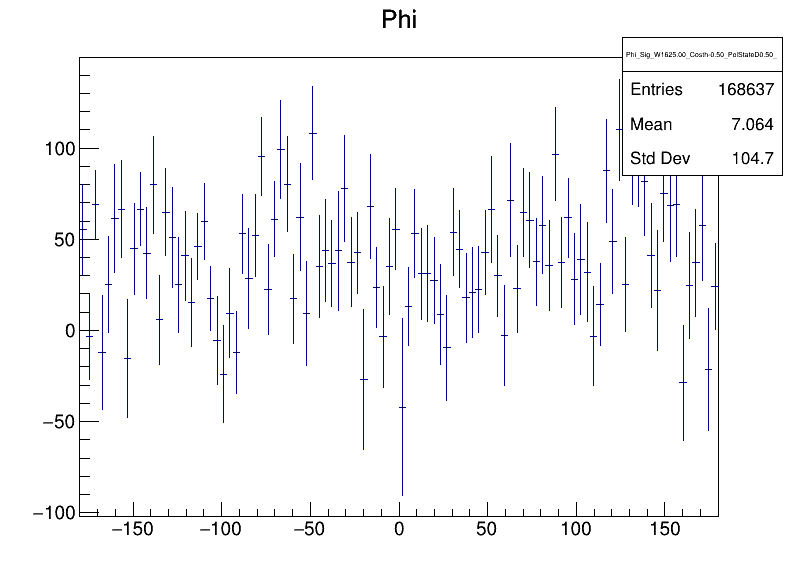 Phi
Phi_Sig_W1625.00_Costh-0.50_PolStateD0.50_
Entries 168637
Mean 7.064
Std Dev 104.7
100
50
0
−50
−100
−150 −100 −50 0 50 100 150